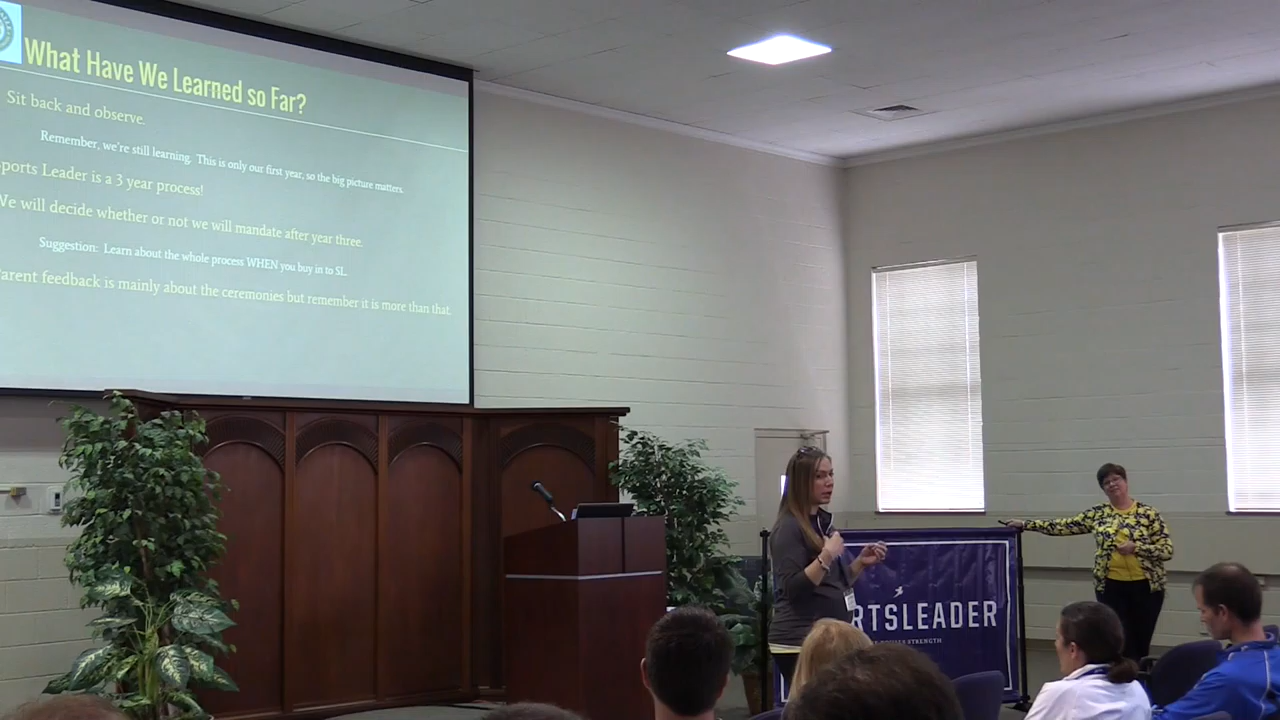 What Have We Learned so Far?
Sit back and observe.
Remember, we're still learning. This is only our first year, so the big picture matters.
ports Leader is a 3 year process!
We will decide whether or not we will mandate after year three.
Suggestion: Learn about the whole process WHEN you buy in to SL.
arent feedback is mainly about the ceremonies but remember it is more than that.
RTSLEADER
STRENGTH